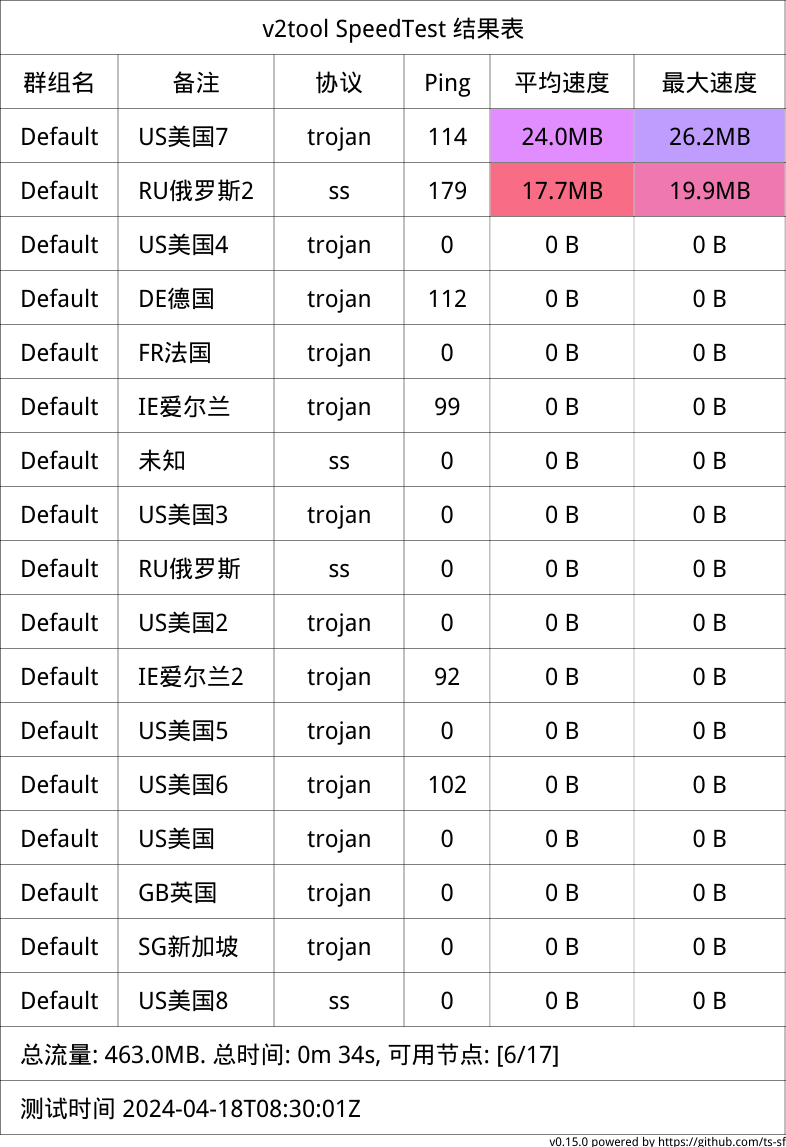 v2tool SpeedTest 结果表
群组名 备注 协议 Ping 平均速度 最大速度
Default US美国7 trojan 114 24.0MB 26.2MB
Default RU俄罗斯2 ss 179 17.7MB 19.9MB
Default US美国4 trojan 0 0 B 0 B
Default DE德国 trojan 112 0 B 0 B
Default FR法国 trojan 0 0 B 0 B
Default IE爱尔兰 trojan 99 0 B 0 B
Default 未知 ss 0 0 B 0 B
Default US美国3 trojan 0 0 B 0 B
Default RU俄罗斯 ss 0 0 B 0 B
Default US美国2 trojan 0 0 B 0 B
Default IE爱尔兰2 trojan 92 0 B 0 B
Default US美国5 trojan 0 0 B 0 B
Default US美国6 trojan 102 0 B 0 B
Default US美国 trojan 0 0 B 0 B
Default GB英国 trojan 0 0 B 0 B
Default SG新加坡 trojan 0 0 B 0 B
Default US美国8 ss 0 0 B 0 B
总流量: 463.0MB. 总时间: 0m 34s, 可用节点: [6/17]
测试时间 2024-04-18T08:30:01Z
v0.15.0 powered by https://github.com/ts-sf